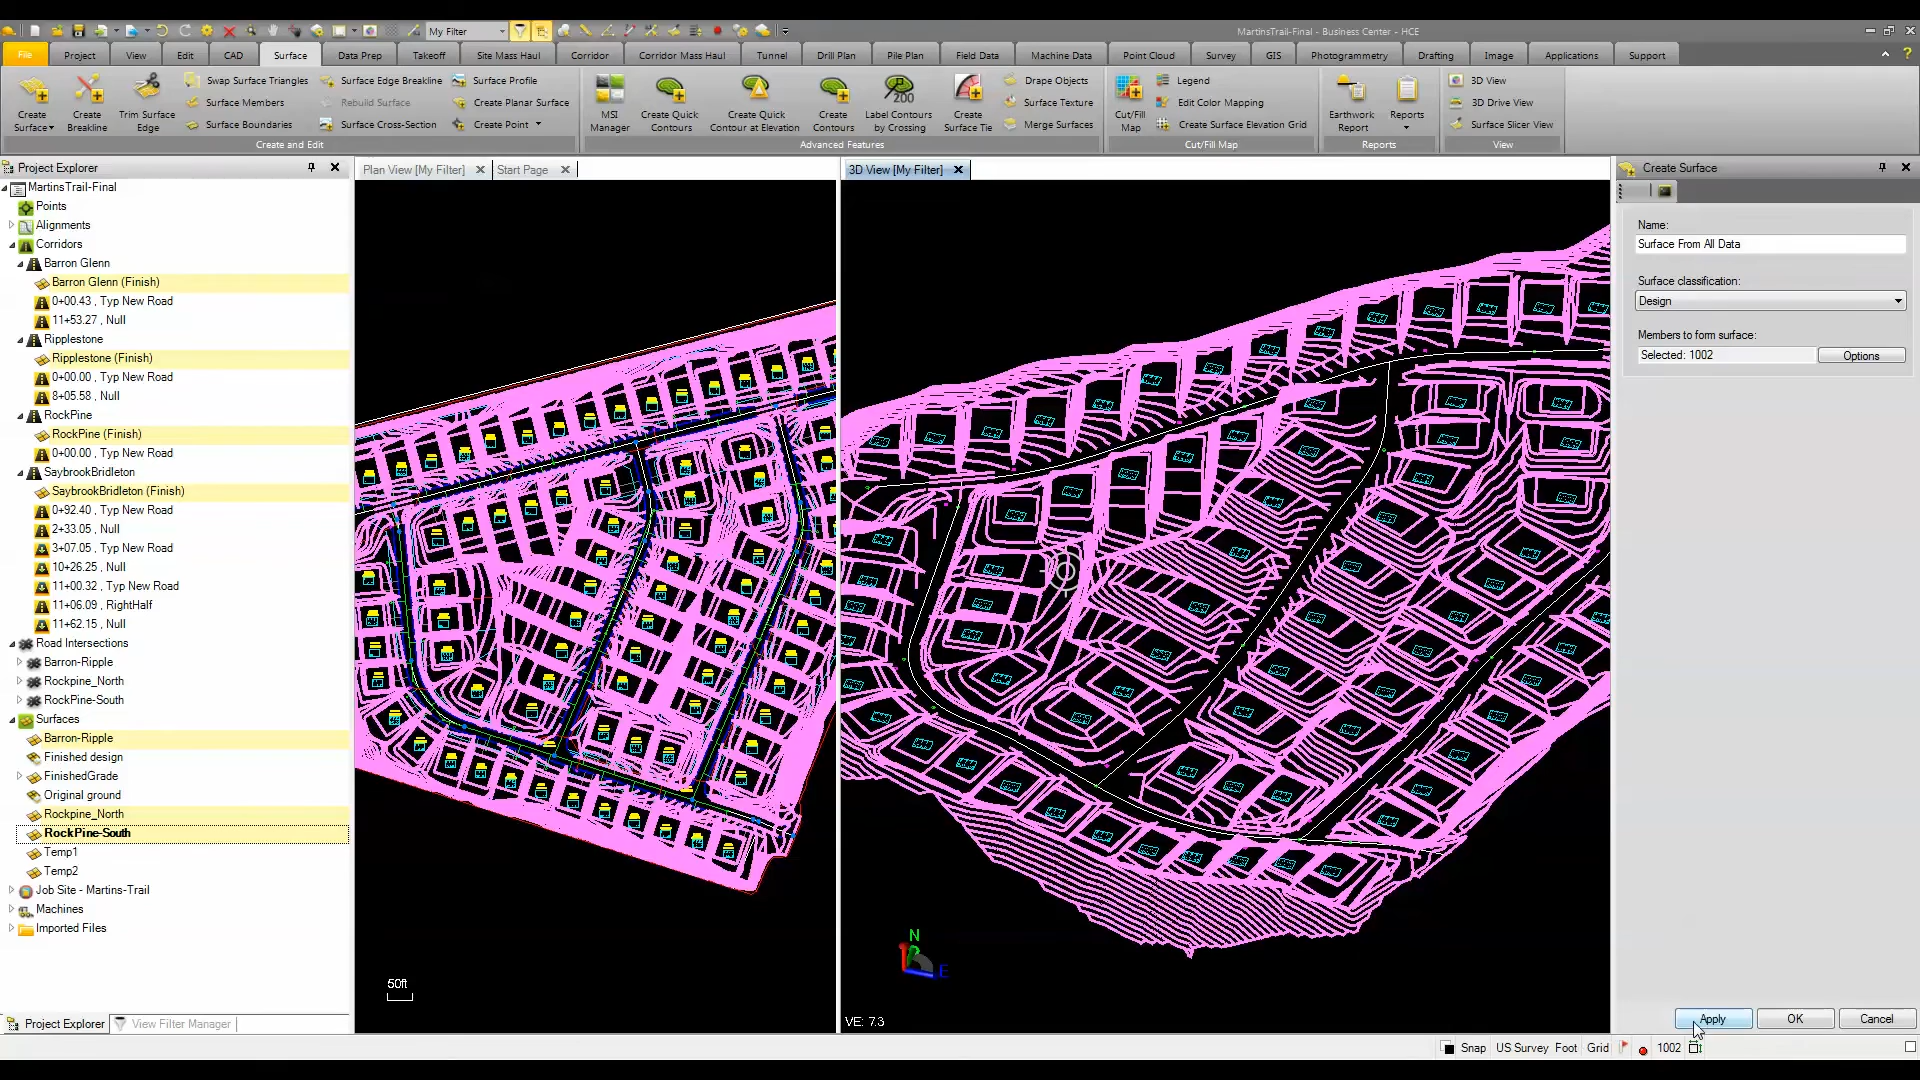 My Filter
MartinsTrail-Final - Business Center - HCE
File Project View Edit CAD Surface Data Prep Takeoff Site Mass Haul Corridor Corridor Mass Haul Tunnel Drill Plan Pile Plan Field Data Machine Data Point Cloud Survey GIS Photogrammetry Drafting Image Applications Support
Create Surface
Create Breakline
Trim Surface Edge
Swap Surface Triangles
Surface Members
Surface Boundaries
Surface Edge Breakline
Rebuild Surface
Surface Cross-Section
Surface Profile
Create Planar Surface
Create Point
Create and Edit
MSI Manager
Create Quick Contours
Create Quick Contour at Elevation
Create Contours
200
Label Contours by Crossing
Create Surface Tie
Drape Objects
Surface Texture
Merge Surfaces
Advanced Features
Cut/Fill Map
Legend
Edit Color Mapping
Create Surface Elevation Grid
Cut/Fill Map
Earthwork Report
Reports
Reports
3D View
3D Drive View
Surface Slicer View
View
Project Explorer
MartinsTrail-Final
Points
Alignments
Corridors
Barron Glenn
Barron Glenn (Finish)
0+00.43 , Typ New Road
11+53.27 , Null
Ripplestone
Ripplestone (Finish)
0+00.00 , Typ New Road
8+05.58 , Null
RockPine
RockPine (Finish)
0+00.00 , Typ New Road
SaybrookBridleton
SaybrookBridleton (Finish)
0+92.40 , Typ New Road
2+33.05 , Null
3+07.05 , Typ New Road
10+26.25 , Null
11+00.32 , Typ New Road
11+06.09 , RightHalf
11+62.15 , Null
Road Intersections
Barron-Ripple
Rockpine_North
RockPine-South
Surfaces
Barron-Ripple
Finished design
FinishedGrade
Original ground
Rockpine_North
RockPine-South
Temp1
Temp2
Job Site - Martins-Trail
Machines
Imported Files
Project Explorer View Filter Manager
Plan View [My Filter] Start Page
50ft
3D View [My Filter]
N
E
VE: 7.3
Create Surface
Name:
Surface From All Data
Surface classification:
Design
Members to form surface:
Selected: 1002 Options
Apply OK Cancel
Snap US Survey Foot Grid 1002